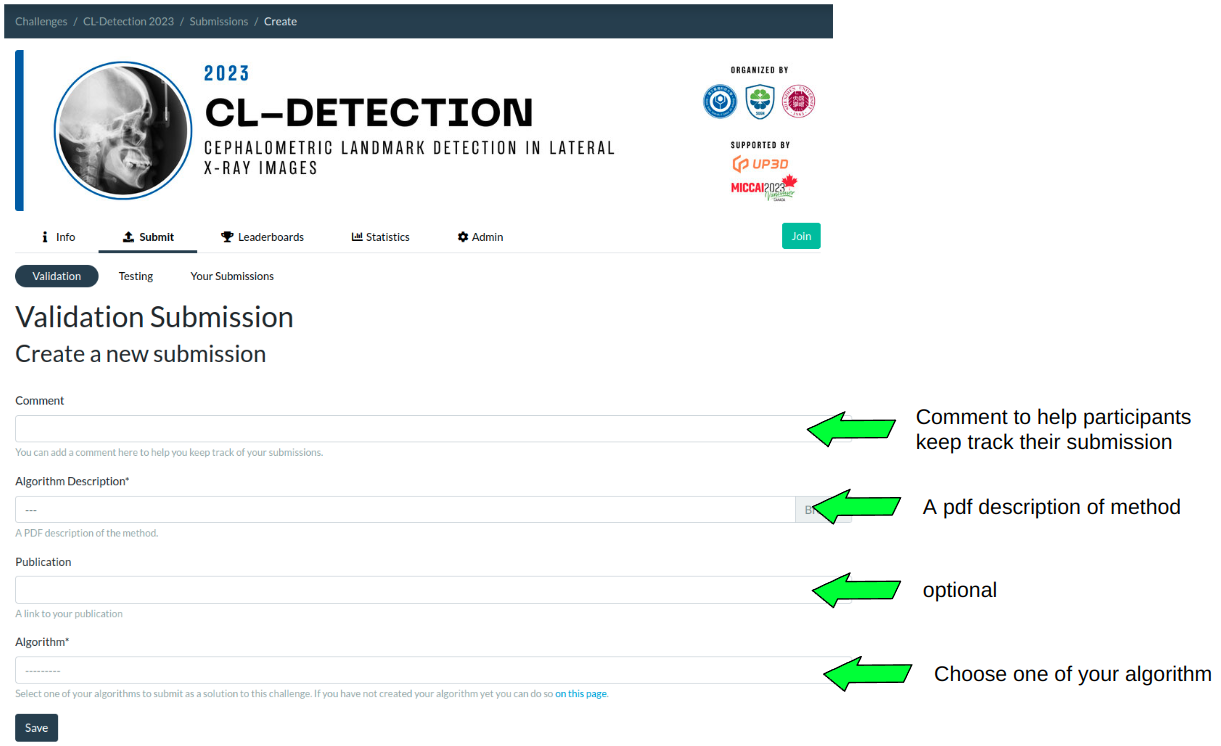 Challenges / CL-Detection 2023 / Submissions / Create
2023
CL-DETECTION
CEPHALOMETRIC LANDMARK DETECTION IN LATERAL
X-RAY IMAGES
ORGANIZED BY
SUPPORTED BY
UP3D
MICCAI2023
Vancouver
CANADA
Info Submit Leaderboards Statistics Admin Join
Validation Testing Your Submissions
Validation Submission
Create a new submission
Comment
Comment to help participants
keep track their submission
You can add a comment here to help you keep track of your submissions.
Algorithm Description*
---
A pdf description of method
A PDF description of the method.
Publication
optional
A link to your publication
Algorithm*
---------
Choose one of your algorithm
Select one of your algorithms to submit as a solution to this challenge. If you have not created your algorithm yet you can do so on this page.
Save